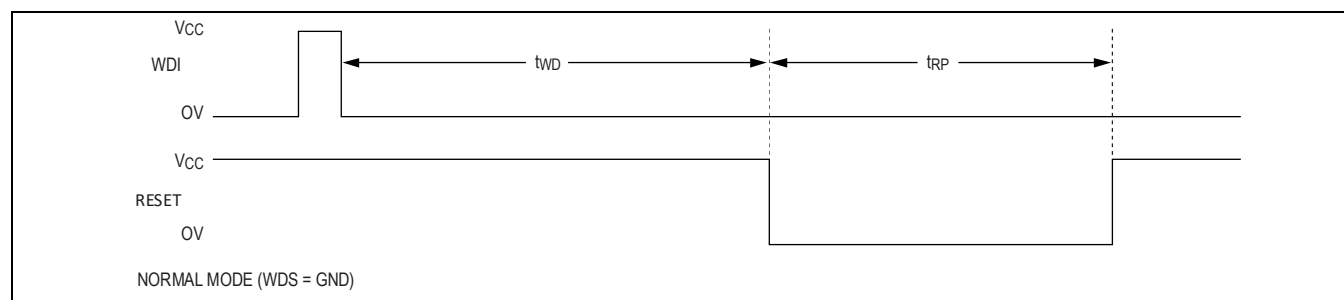 VCC
WDI
tWD
tRP
OV
VCC
RESET
OV
NORMAL MODE (WDS = GND)